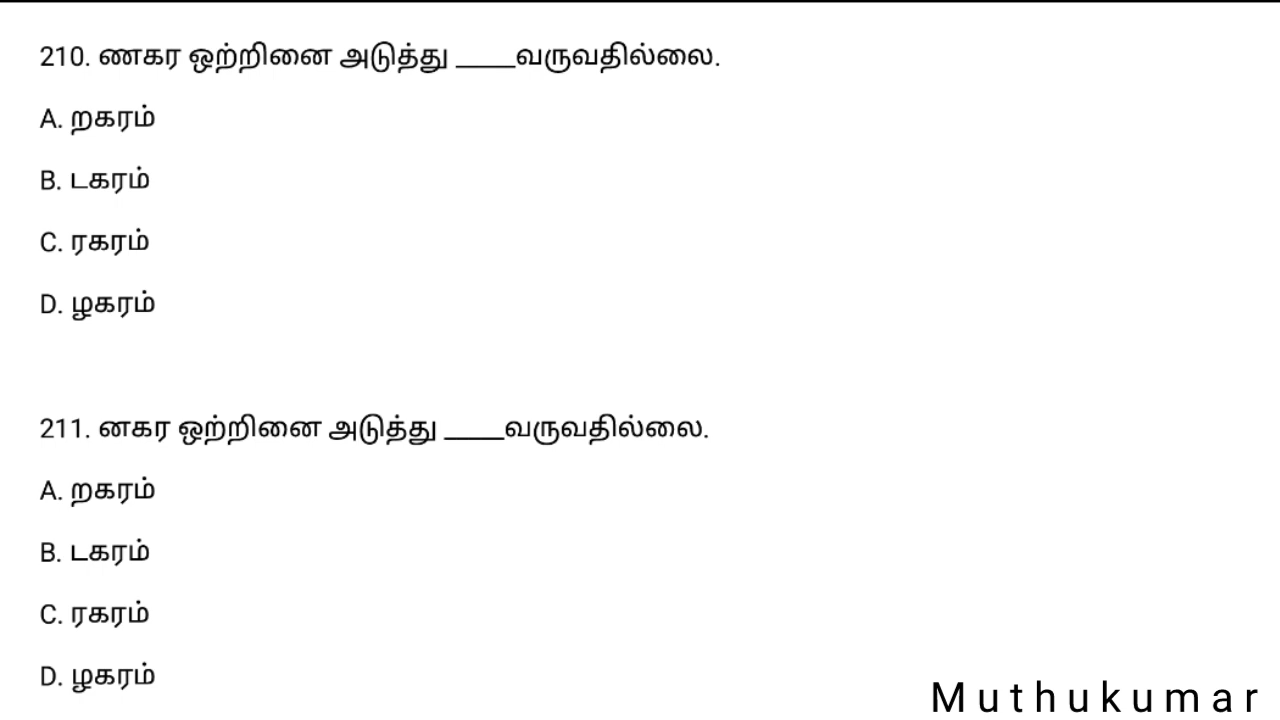 210. ணகர ஒற்றினை அடுத்து ____வருவதில்லை.
A. றகரம்
B. டகரம்
C. ரகரம்
D. ழகரம்
211. னகர ஒற்றினை அடுத்து ____வருவதில்லை.
A. றகரம்
B. டகரம்
C. ரகரம்
D. ழகரம்
Muthukumar